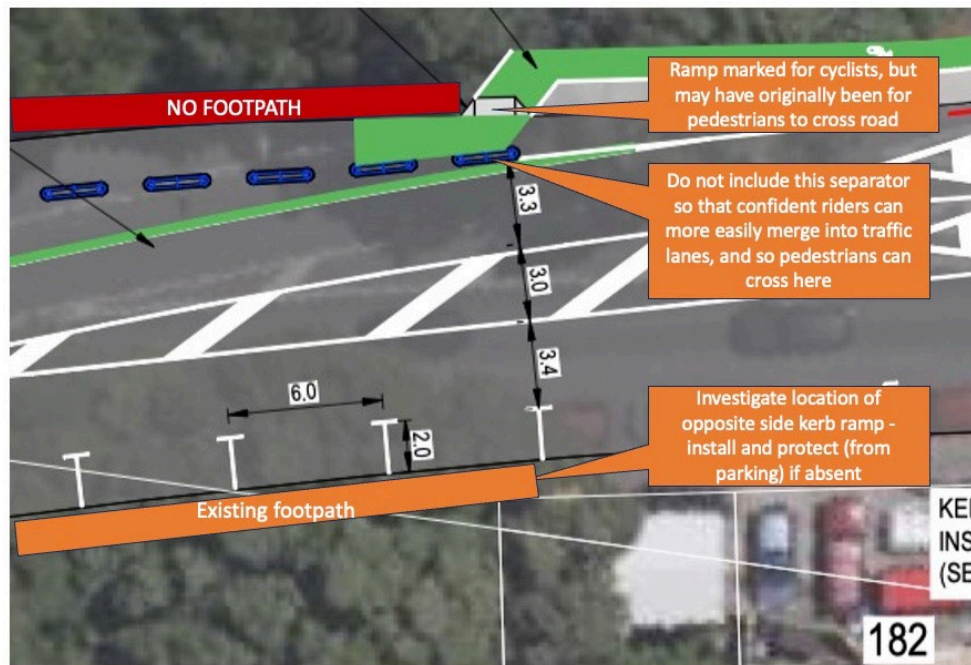 NO FOOTPATH
Ramp marked for cyclists, but
may have originally been for
pedestrians to cross road
Do not include this separator
so that confident riders can
more easily merge into traffic
lanes, and so pedestrians can
cross here
3.3
3.0
3.4
6.0
2.0
Investigate location of
opposite side kerb ramp -
install and protect (from
parking) if absent
Existing footpath
KE
INS
(SE
182